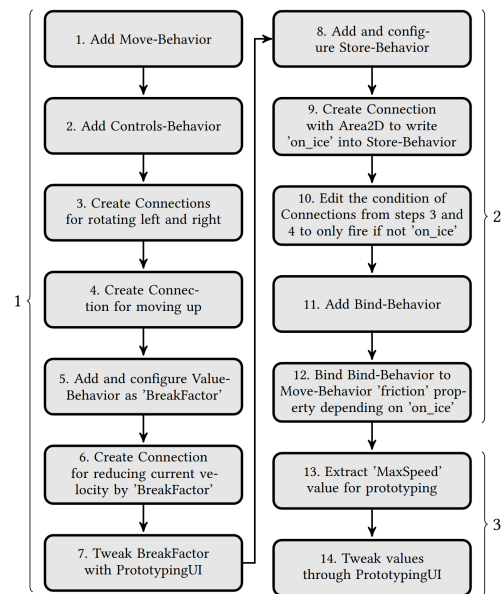 1
1. Add Move-Behavior
2. Add Controls-Behavior
3. Create Connections
for rotating left and right
4. Create Connec-
tion for moving up
5. Add and configure Value-
Behavior as 'BreakFactor'
6. Create Connection
for reducing current ve-
locity by 'BreakFactor'
7. Tweak BreakFactor
with PrototypingUI
8. Add and config-
ure Store-Behavior
9. Create Connection
with Area2D to write
'on_ice' into Store-Behavior
10. Edit the condition of
Connections from steps 3 and
4 to only fire if not 'on_ice'
11. Add Bind-Behavior
12. Bind Bind-Behavior to
Move-Behavior 'friction' prop-
erty depending on 'on_ice'
2
13. Extract 'MaxSpeed'
value for prototyping
14. Tweak values
through PrototypingUI
3